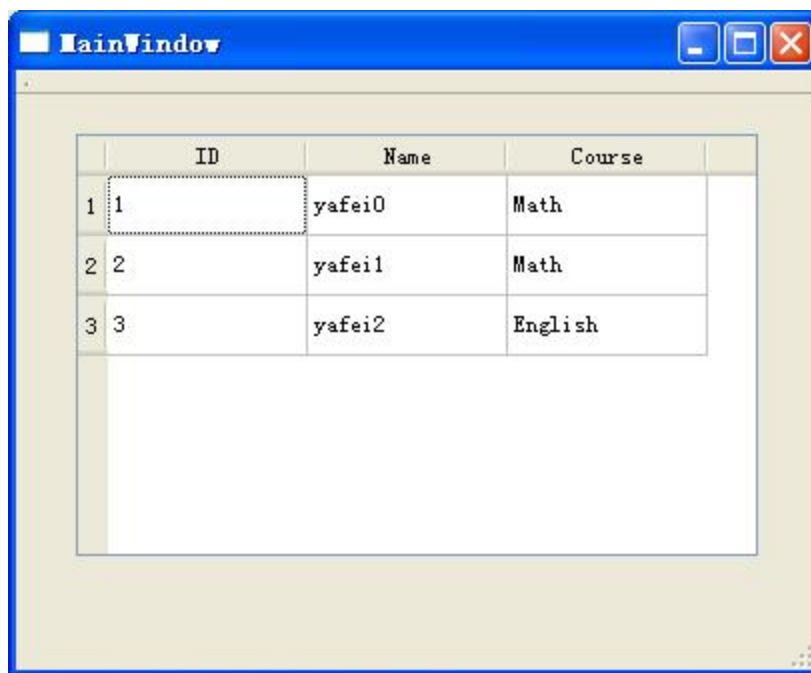 MainWindow
ID Name Course
1 1 yafei0 Math
2 2 yafei1 Math
3 3 yafei2 English